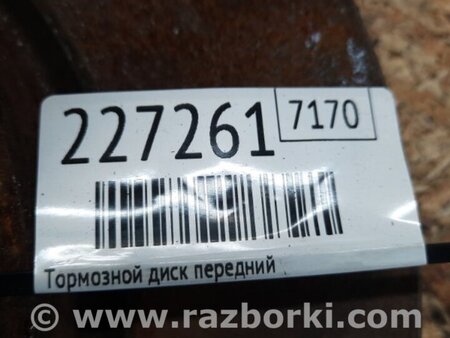 227261
7170
Тормозной диск передний
© www.razborki.com